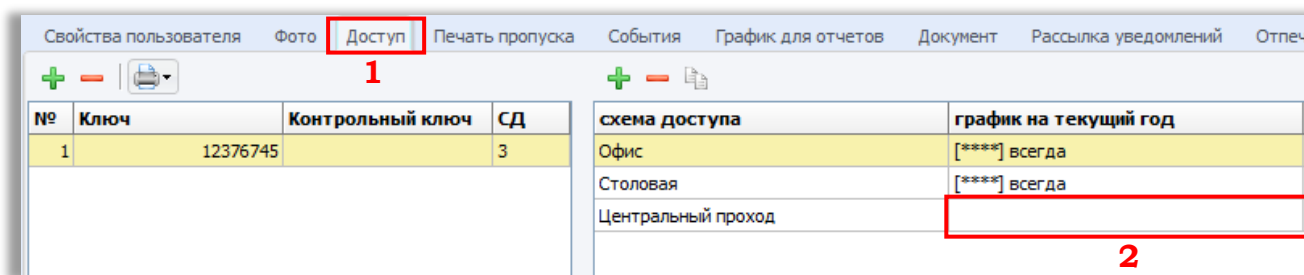 Свойства пользователя Фото Доступ Печать пропуска События График для отчетов Документ Рассылка уведомлений Отпеч
1
№ Ключ Контрольный ключ СД схема доступа график на текущий год
1 12376745 3 Офис [****] всегда
Столовая [****] всегда
Центральный проход
2